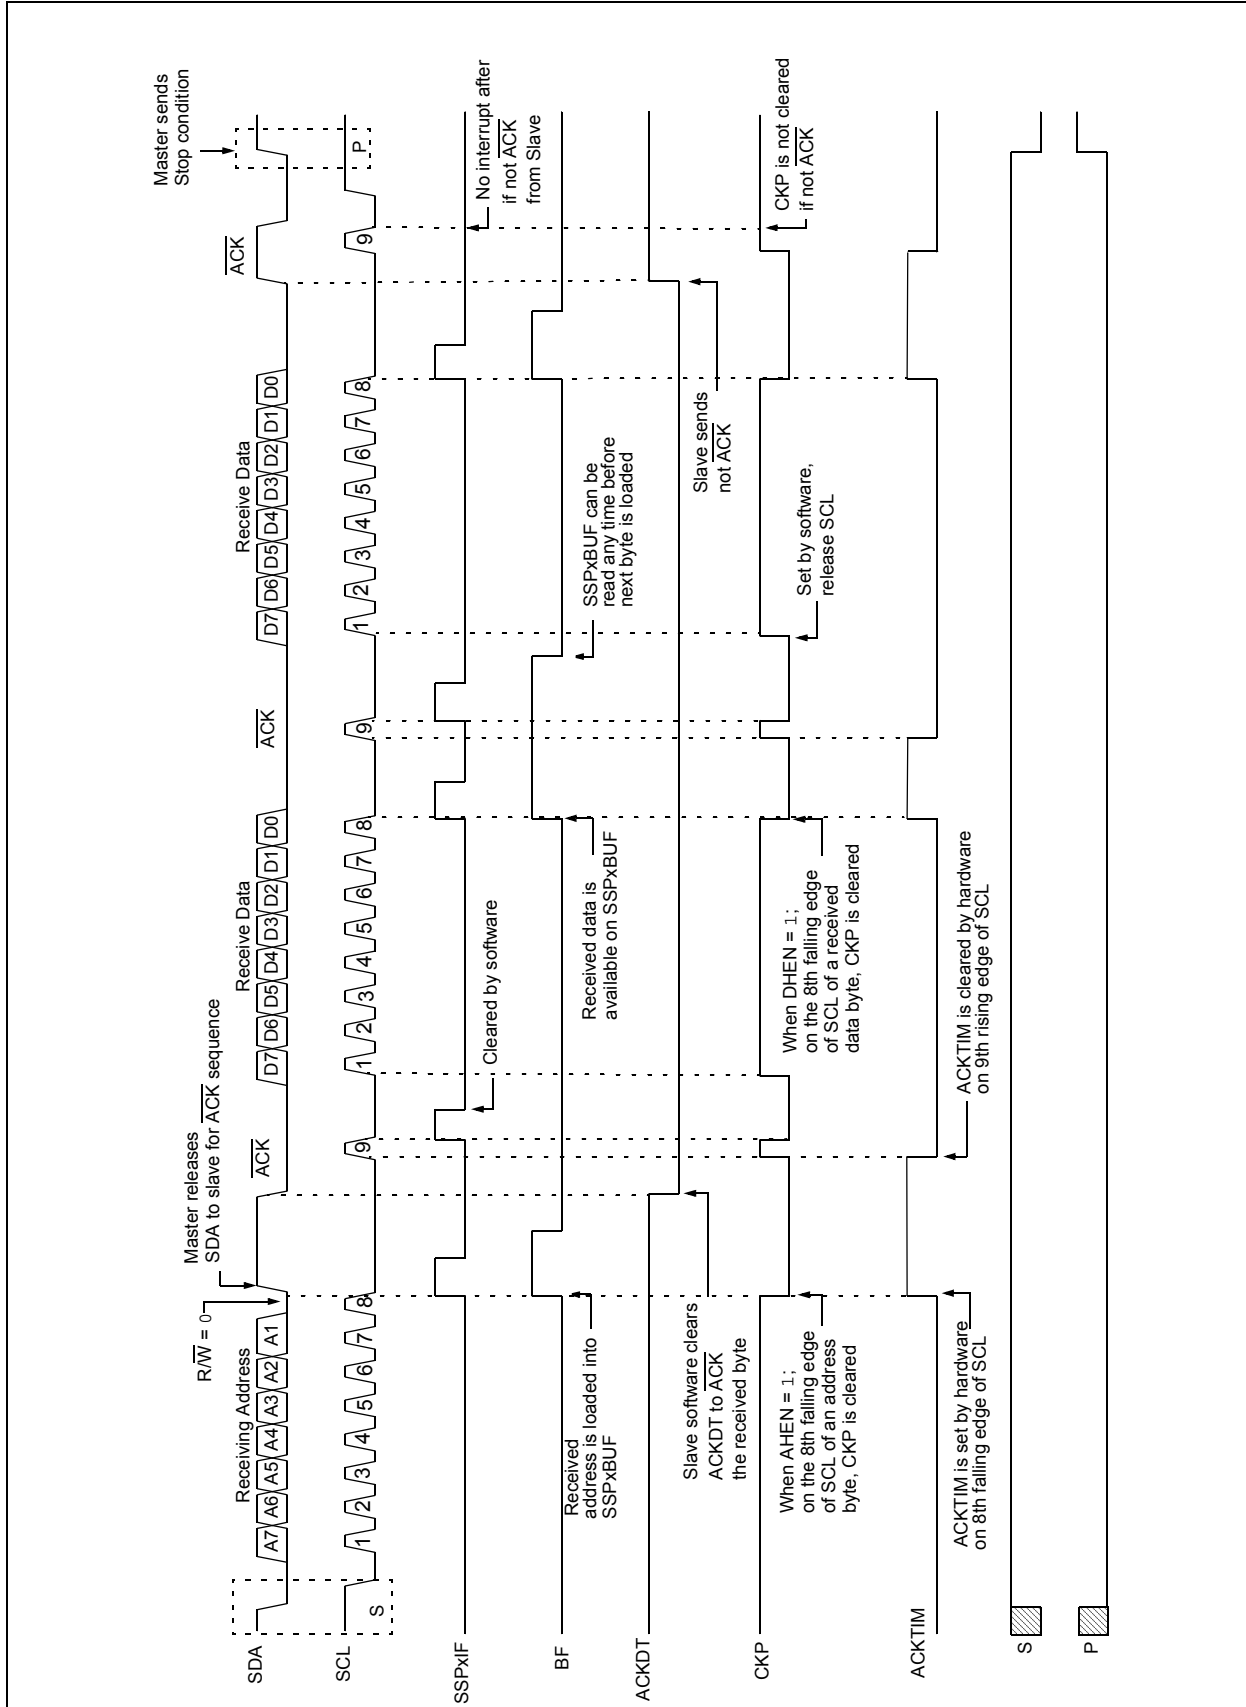 Master sends
Stop condition
Master releases
SDA to slave for ACK sequence
R/W = 0
Receiving Address
ACK
Receive Data
ACK
Receive Data
ACK
SDA
A7 A6 A5 A4 A3 A2 A1
D7 D6 D5 D4 D3 D2 D1 D0
D7 D6 D5 D4 D3 D2 D1 D0
SCL
S
1 2 3 4 5 6 7 8 9
1 2 3 4 5 6 7 8 9
1 2 3 4 5 6 7 8 9
P
SSPxIF
Cleared by software
No interrupt after
if not ACK
from Slave
BF
Received
address is loaded into
SSPxBUF
Received data is
available on SSPxBUF
SSPxBUF can be
read any time before
next byte is loaded
ACKDT
Slave software clears
ACKDT to ACK
the received byte
Slave sends
not ACK
CKP
When AHEN = 1;
on the 8th falling edge
of SCL of an address
byte, CKP is cleared
When DHEN = 1;
on the 8th falling edge
of SCL of a received
data byte, CKP is cleared
Set by software,
release SCL
CKP is not cleared
if not ACK
ACKTIM
ACKTIM is set by hardware
on 8th falling edge of SCL
ACKTIM is cleared by hardware
on 9th rising edge of SCL
S
P